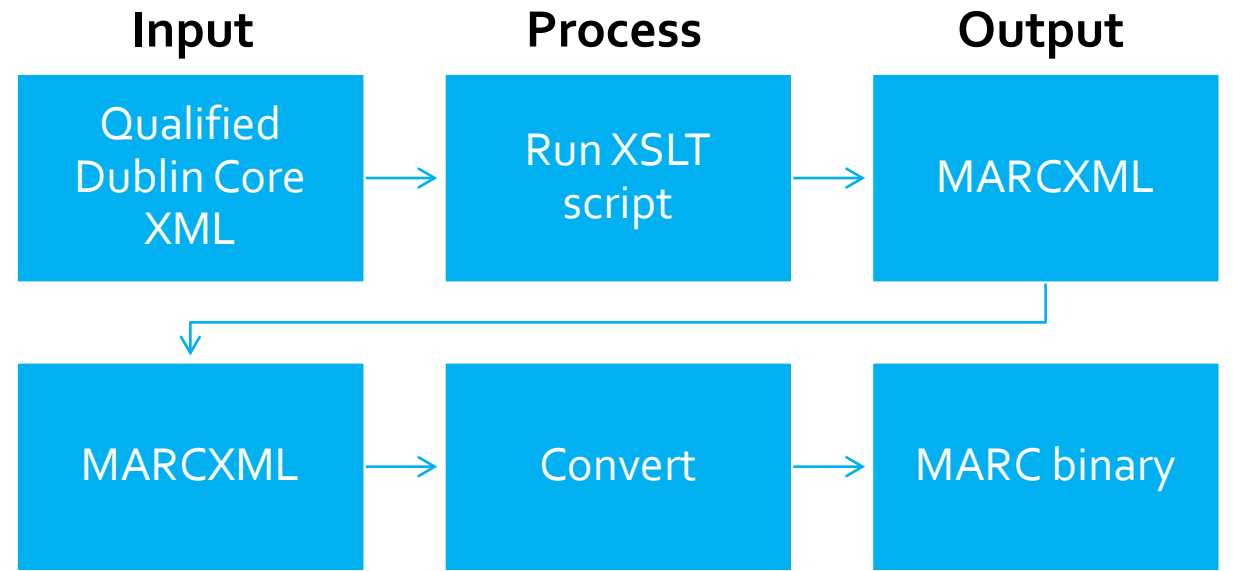 Input
Process
Output
Qualified
Dublin Core
XML
Run XSLT
script
MARCXML
MARCXML
Convert
MARC binary